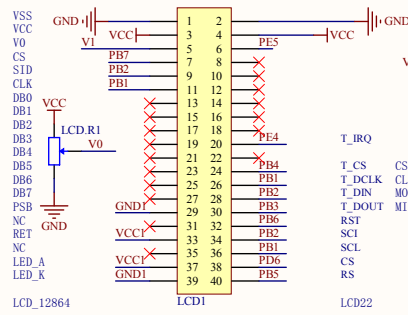 VSS GND 1 2 GND
VCC VCC 3 4 VCC
V0 V1 5 6 PE5
CS PB7 7 8
SID PB2 9 10
CLK PB1 11 12
DB0 VCC 13 14
DB1 15 16
DB2 LCD.R1 17 18
DB3 19 20 PE4 T_IRQ
DB4 V0 21 22
DB5 23 24 PB4 T_CS CS
DB6 25 26 PB1 T_DCLK CL
DB7 27 28 PB2 T_DIN MO
PSB GND1 29 30 PB3 T_DOUT MI
NC GND 31 32 PB6 RST
RET VCC1 33 34 PB2 SCI
NC 35 36 PB1 SCL
LED_A VCC1 37 38 PD6 CS
LED_K GND1 39 40 PB5 RS
LCD_12864 LCD1 LCD22